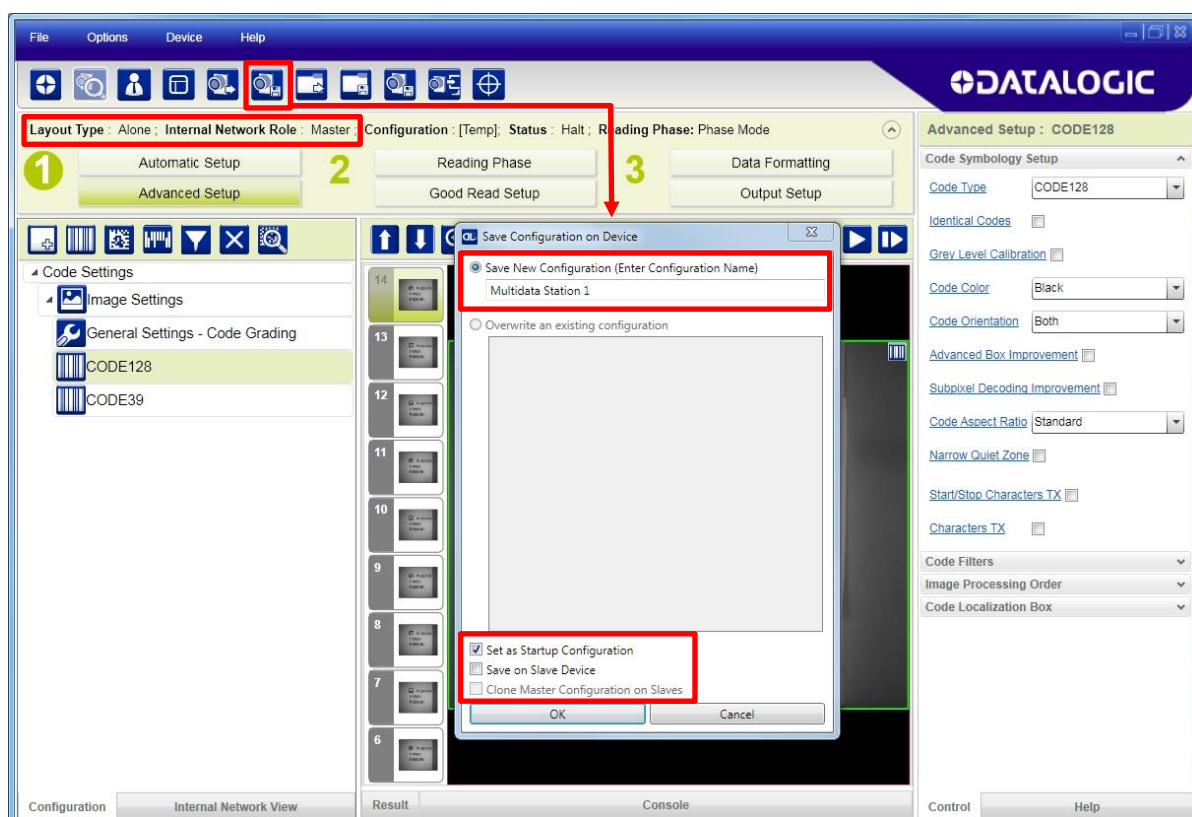 File Options Device Help
DATALOGIC
Layout Type : Alone ; Internal Network Role : Master ; Configuration : [Temp]; Status : Halt ; Reading Phase: Phase Mode
1 Automatic Setup 2 Reading Phase 3 Data Formatting
Advanced Setup Good Read Setup Output Setup
Code Settings
Image Settings
General Settings - Code Grading
CODE128
CODE39
14
13
12
11
10
9
8
7
6
Save Configuration on Device
Save New Configuration (Enter Configuration Name)
Multidata Station 1
Overwrite an existing configuration
Set as Startup Configuration
Save on Slave Device
Clone Master Configuration on Slaves
OK Cancel
Advanced Setup : CODE128
Code Symbology Setup
Code Type CODE128
Identical Codes
Grey Level Calibration
Code Color Black
Code Orientation Both
Advanced Box Improvement
Subpixel Decoding Improvement
Code Aspect Ratio Standard
Narrow Quiet Zone
Start/Stop Characters TX
Characters TX
Code Filters
Image Processing Order
Code Localization Box
Configuration Internal Network View
Result Console
Control Help